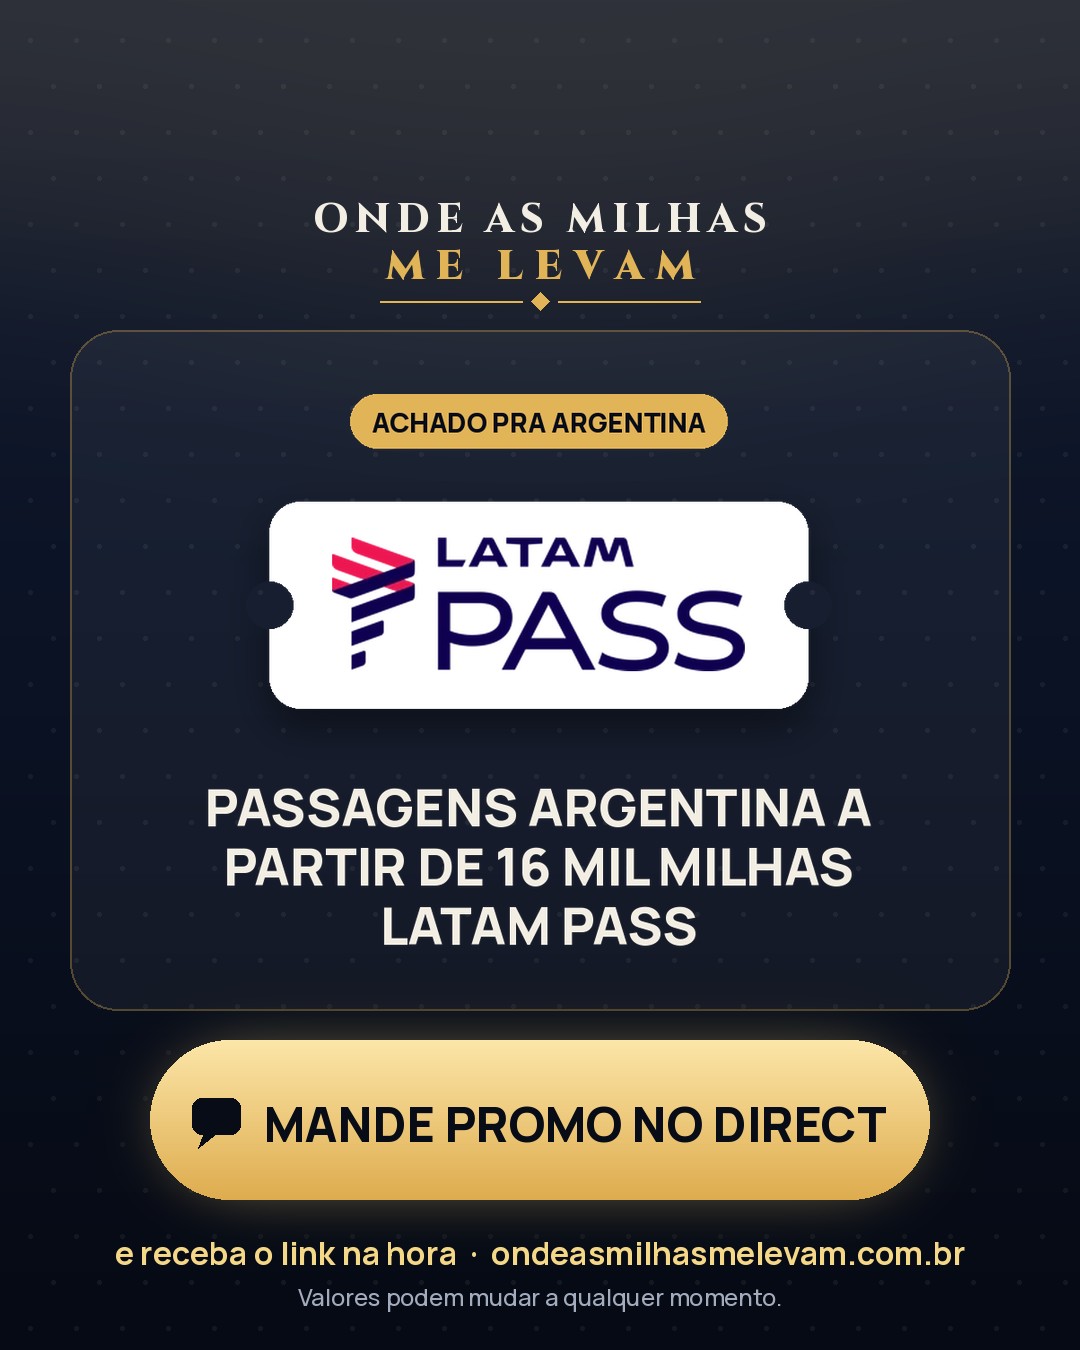 ONDE AS MILHAS
ME LEVAM
ACHADO PRA ARGENTINA
LATAM
PASS
PASSAGENS ARGENTINA A
PARTIR DE 16 MIL MILHAS
LATAM PASS
MANDE PROMO NO DIRECT
e receba o link na hora · ondeasmilhasmelevam.com.br
Valores podem mudar a qualquer momento.